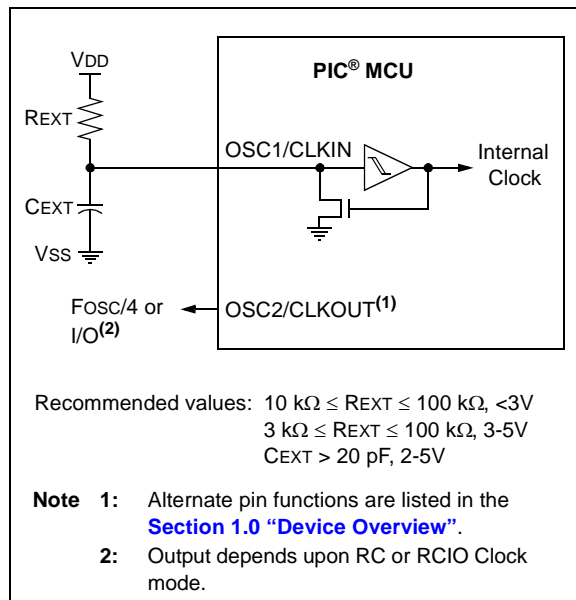 VDD
PIC® MCU
REXT
OSC1/CLKIN
Internal
Clock
CEXT
VSS
FOSC/4 or
I/O(2)
OSC2/CLKOUT(1)
Recommended values: 10 kΩ ≤ REXT ≤ 100 kΩ, <3V
3 kΩ ≤ REXT ≤ 100 kΩ, 3-5V
CEXT > 20 pF, 2-5V
Note 1: Alternate pin functions are listed in the
Section 1.0 “Device Overview”.
2: Output depends upon RC or RCIO Clock
mode.